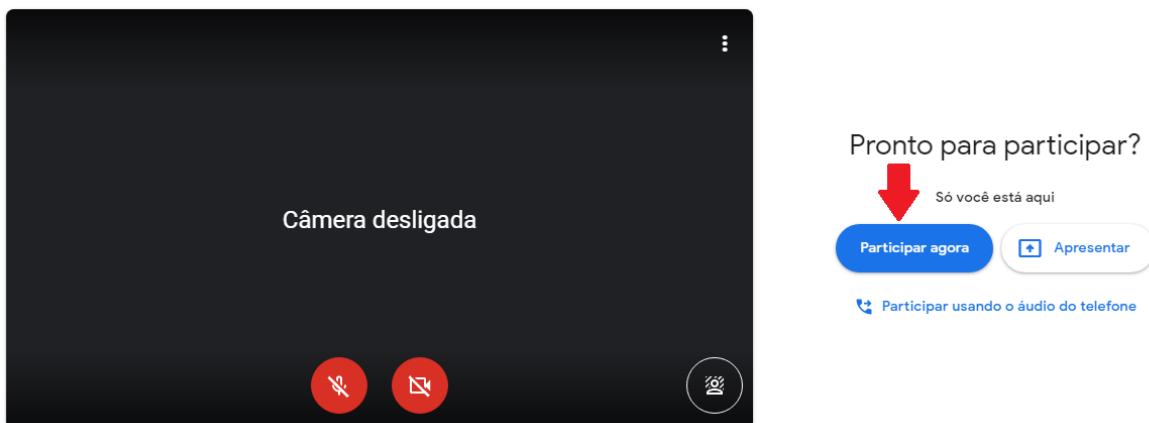 Câmera desligada
Pronto para participar?
Só você está aqui
Participar agora
Apresentar
Participar usando o áudio do telefone